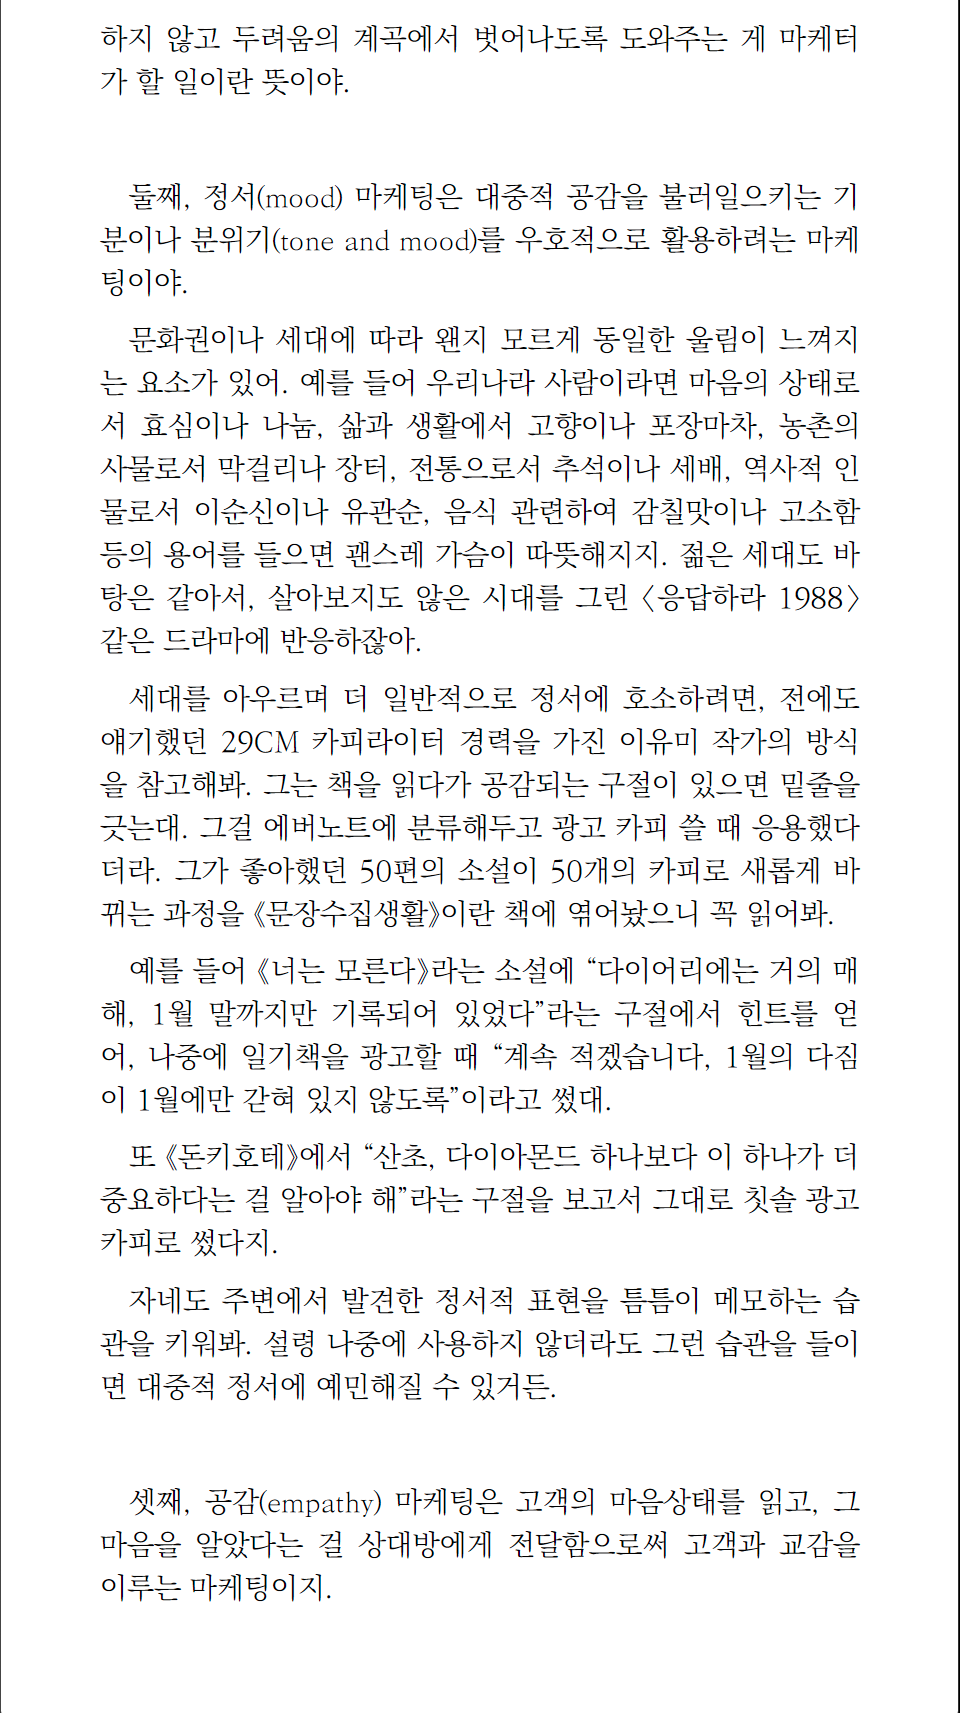 하지 않고 두려움의 계곡에서 벗어나도록 도와주는 게 마케터
가 할 일이란 뜻이야.
둘째, 정서(mood) 마케팅은 대중적 공감을 불러일으키는 기
분이나 분위기(tone and mood)를 우호적으로 활용하려는 마케
팅이야.
문화권이나 세대에 따라 왠지 모르게 동일한 울림이 느껴지
는 요소가 있어. 예를 들어 우리나라 사람이라면 마음의 상태로
서 효심이나 나눔, 삶과 생활에서 고향이나 포장마차, 농촌의
사물로서 막걸리나 장터, 전통으로서 추석이나 세배, 역사적 인
물로서 이순신이나 유관순, 음식 관련하여 감칠맛이나 고소함
등의 용어를 들으면 괜스레 가슴이 따뜻해지지. 젊은 세대도 바
탕은 같아서, 살아보지도 않은 시대를 그린 〈응답하라 1988〉
같은 드라마에 반응하잖아.
세대를 아우르며 더 일반적으로 정서에 호소하려면, 전에도
얘기했던 29CM 카피라이터 경력을 가진 이유미 작가의 방식
을 참고해봐. 그는 책을 읽다가 공감되는 구절이 있으면 밑줄을
긋는대. 그걸 에버노트에 분류해두고 광고 카피 쓸 때 응용했다
더라. 그가 좋아했던 50편의 소설이 50개의 카피로 새롭게 바
뀌는 과정을 《문장수집생활》이란 책에 엮어놨으니 꼭 읽어봐.
예를 들어 《너는 모른다》라는 소설에 “다이어리에는 거의 매
해, 1월 말까지만 기록되어 있었다”라는 구절에서 힌트를 얻
어, 나중에 일기책을 광고할 때 “계속 적겠습니다, 1월의 다짐
이 1월에만 갇혀 있지 않도록”이라고 썼대.
또 《돈키호테》에서 “산초, 다이아몬드 하나보다 이 하나가 더
중요하다는 걸 알아야 해”라는 구절을 보고서 그대로 칫솔 광고
카피로 썼다지.
자네도 주변에서 발견한 정서적 표현을 틈틈이 메모하는 습
관을 키워봐. 설령 나중에 사용하지 않더라도 그런 습관을 들이
면 대중적 정서에 예민해질 수 있거든.
셋째, 공감(empathy) 마케팅은 고객의 마음상태를 읽고, 그
마음을 알았다는 걸 상대방에게 전달함으로써 고객과 교감을
이루는 마케팅이지.